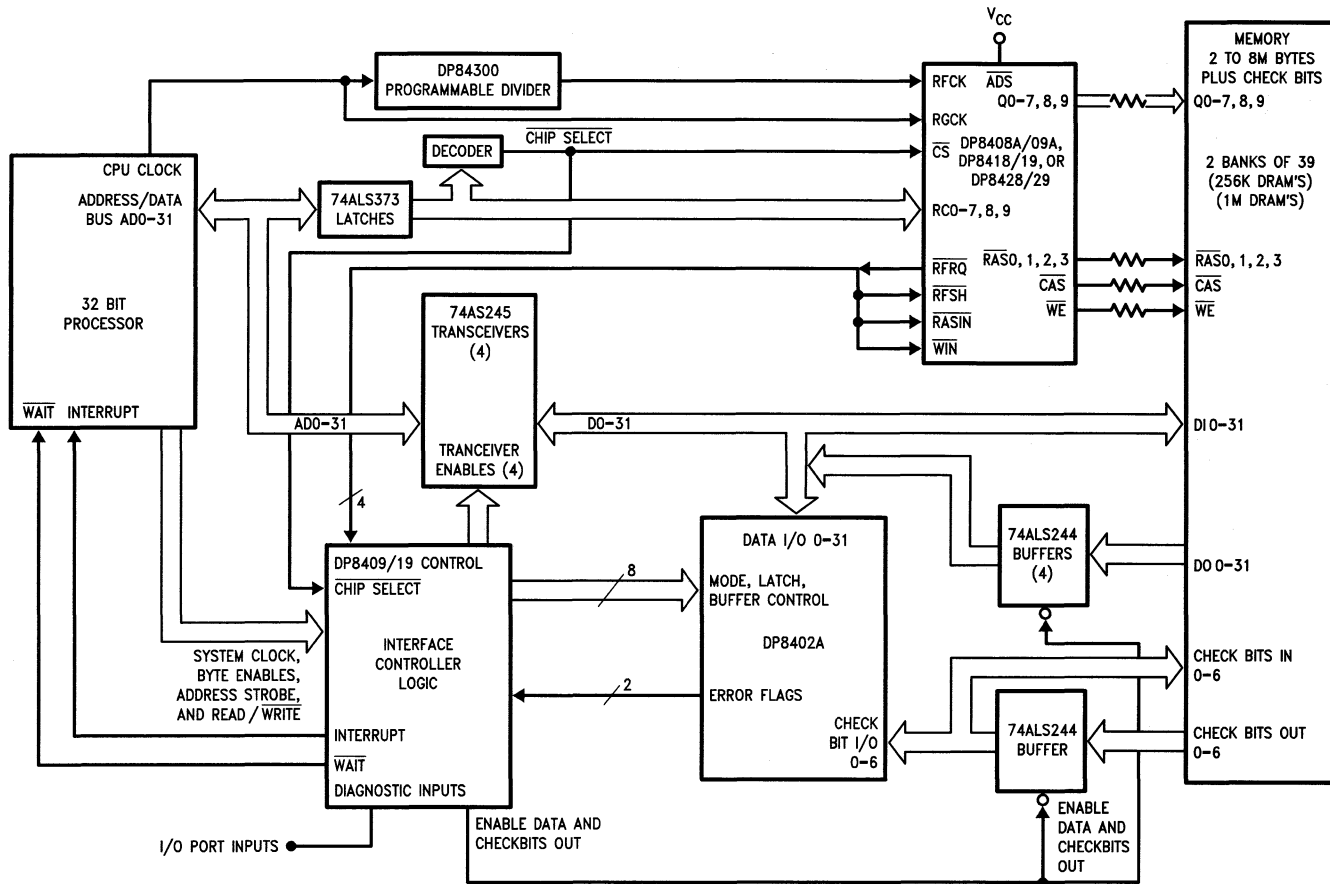 VCC
DP84300
PROGRAMMABLE DIVIDER
RFCK
ADS
Q0-7, 8, 9
RGCK
CHIP SELECT
CS
DP8408A/09A,
DP8418/19, OR
DP8428/29
RC0-7, 8, 9
RFRQ
RAS0, 1, 2, 3
RFSH
CAS
RASIN
WE
WIN
MEMORY
2 TO 8M BYTES
PLUS CHECK BITS
Q0-7, 8, 9
2 BANKS OF 39
(256K DRAM'S)
(1M DRAM'S)
RAS0, 1, 2, 3
CAS
WE
DI 0-31
DO 0-31
CHECK BITS IN
0-6
CHECK BITS OUT
0-6
DECODER
74ALS373
LATCHES
CPU CLOCK
ADDRESS/DATA
BUS AD0-31
32 BIT
PROCESSOR
WAIT INTERRUPT
74AS245
TRANSCEIVERS
(4)
TRANCEIVER
ENABLES (4)
AD0-31
D0-31
4
DP8409/19 CONTROL
CHIP SELECT
INTERFACE
CONTROLLER
LOGIC
INTERRUPT
WAIT
DIAGNOSTIC INPUTS
SYSTEM CLOCK,
BYTE ENABLES,
ADDRESS STROBE,
AND READ/WRITE
8
2
DATA I/O 0-31
MODE, LATCH,
BUFFER CONTROL
DP8402A
ERROR FLAGS
CHECK
BIT I/O
0-6
74ALS244
BUFFERS
(4)
74ALS244
BUFFER
ENABLE
DATA AND
CHECKBITS
OUT
I/O PORT INPUTS
ENABLE DATA AND
CHECKBITS OUT